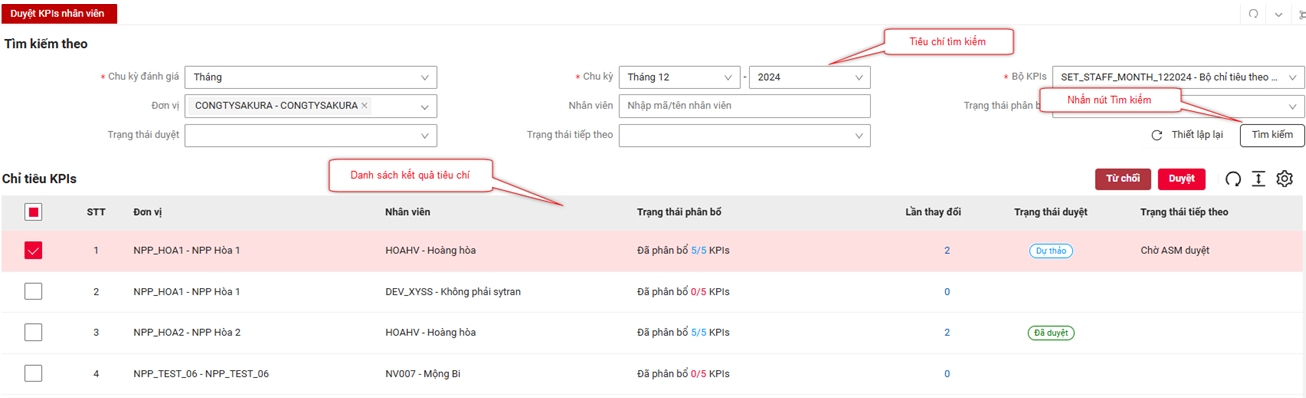 Duyệt KPIs nhân viên
Tìm kiếm theo
Tiêu chí tìm kiếm
* Chu kỳ đánh giá Tháng * Chu kỳ Tháng 12 - 2024 * Bộ KPIs SET_STAFF_MONTH_122024 - Bộ chỉ tiêu theo ...
Nhấn nút Tìm kiếm
Đơn vị CONGTYSAKURA - CONGTYSAKURA × Nhân viên Nhập mã/tên nhân viên Trạng thái phân b
Trạng thái duyệt Trạng thái tiếp theo Thiết lập lại Tìm kiếm
Danh sách kết quả tiêu chí
Chỉ tiêu KPIs Từ chối Duyệt
STT Đơn vị Nhân viên Trạng thái phân bổ Lần thay đổi Trạng thái duyệt Trạng thái tiếp theo
1 NPP_HOA1 - NPP Hòa 1 HOAHV - Hoàng hòa Đã phân bổ 5/5 KPIs 2 Dự thảo Chờ ASM duyệt
2 NPP_HOA1 - NPP Hòa 1 DEV_XYSS - Không phải sytran Đã phân bổ 0/5 KPIs 0
3 NPP_HOA2 - NPP Hòa 2 HOAHV - Hoàng hòa Đã phân bổ 5/5 KPIs 2 Đã duyệt
4 NPP_TEST_06 - NPP_TEST_06 NV007 - Mộng Bi Đã phân bổ 0/5 KPIs 0